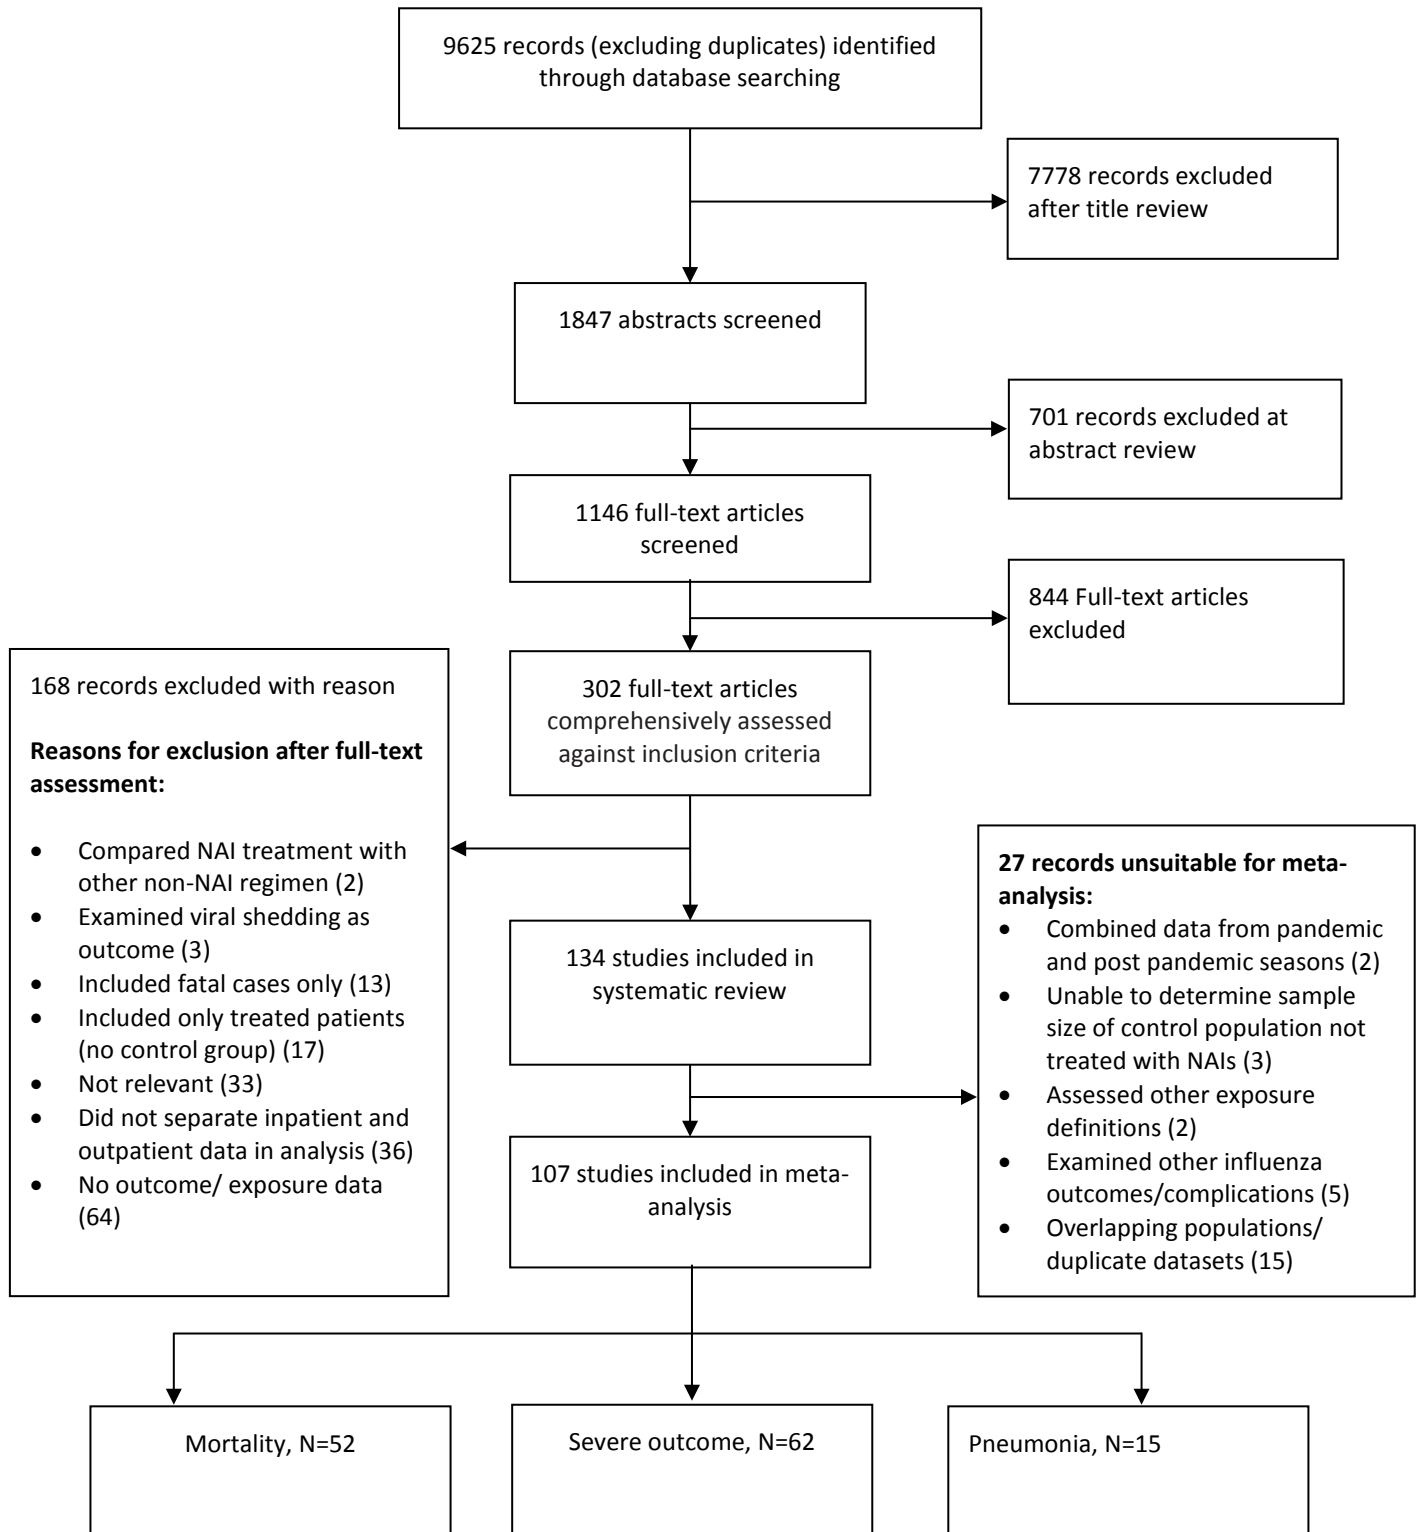 9625 records (excluding duplicates) identified
through database searching
7778 records excluded
after title review
1847 abstracts screened
701 records excluded at
abstract review
1146 full-text articles
screened
844 Full-text articles
excluded
302 full-text articles
comprehensively assessed
against inclusion criteria
168 records excluded with reason
Reasons for exclusion after full-text
assessment:
• Compared NAI treatment with
other non-NAI regimen (2)
• Examined viral shedding as
outcome (3)
• Included fatal cases only (13)
• Included only treated patients
(no control group) (17)
• Not relevant (33)
• Did not separate inpatient and
outpatient data in analysis (36)
• No outcome/ exposure data
(64)
134 studies included in
systematic review
27 records unsuitable for meta-
analysis:
• Combined data from pandemic
and post pandemic seasons (2)
• Unable to determine sample
size of control population not
treated with NAIs (3)
• Assessed other exposure
definitions (2)
• Examined other influenza
outcomes/complications (5)
• Overlapping populations/
duplicate datasets (15)
107 studies included in meta-
analysis
Mortality, N=52
Severe outcome, N=62
Pneumonia, N=15